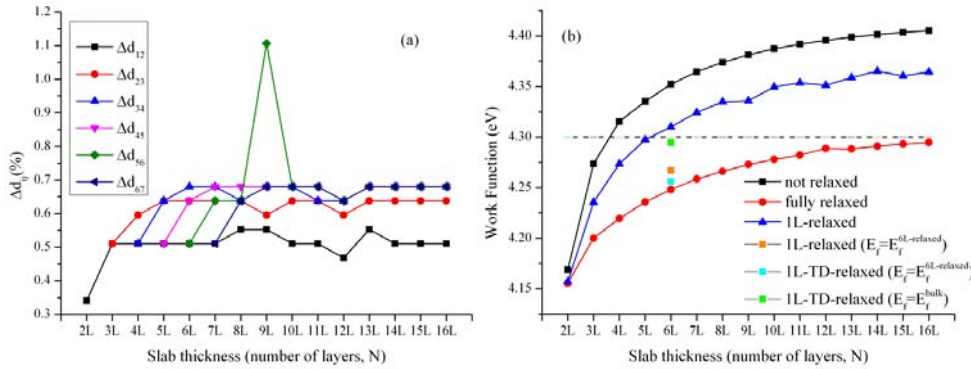 (a)
Δd12
Δd23
Δd34
Δd45
Δd56
Δd67
Δdij(%)
1.2
1.1
1.0
0.9
0.8
0.7
0.6
0.5
0.4
0.3
2L 3L 4L 5L 6L 7L 8L 9L 10L 11L 12L 13L 14L 15L 16L
Slab thickness (number of layers, N)
(b)
Work Function (eV)
4.40
4.35
4.30
4.25
4.20
4.15
not relaxed
fully relaxed
1L-relaxed
1L-relaxed (Ef=Ef6L-relaxed)
1L-TD-relaxed (Ef=Ef6L-relaxed)
1L-TD-relaxed (Ef=Efbulk)
2L 3L 4L 5L 6L 7L 8L 9L 10L 11L 12L 13L 14L 15L 16L
Slab thickness (number of layers, N)